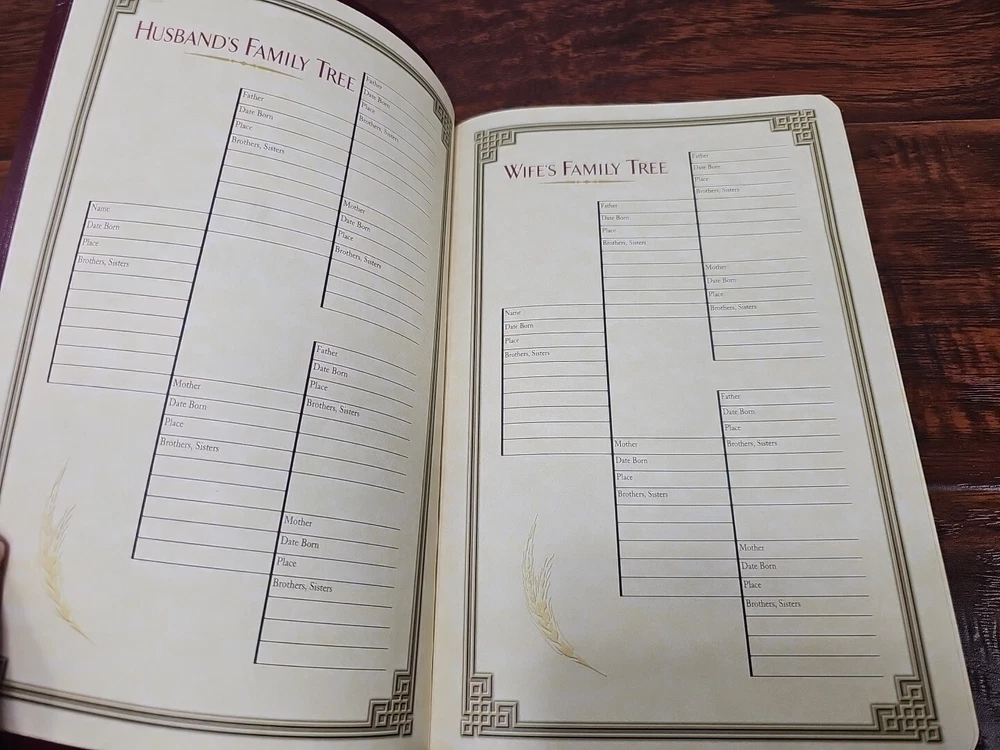 HUSBAND'S FAMILY TREE
Name
Date Born
Place
Brothers, Sisters
Father
Date Born
Place
Brothers, Sisters
Mother
Date Born
Place
Brothers, Sisters
Father
Date Born
Place
Brothers, Sisters
Mother
Date Born
Place
Brothers, Sisters
Father
Date Born
Place
Brothers, Sisters
Mother
Date Born
Place
Brothers, Sisters
WIFE'S FAMILY TREE
Name
Date Born
Place
Brothers, Sisters
Father
Date Born
Place
Brothers, Sisters
Mother
Date Born
Place
Brothers, Sisters
Father
Date Born
Place
Brothers, Sisters
Mother
Date Born
Place
Brothers, Sisters
Father
Date Born
Place
Brothers, Sisters
Mother
Date Born
Place
Brothers, Sisters